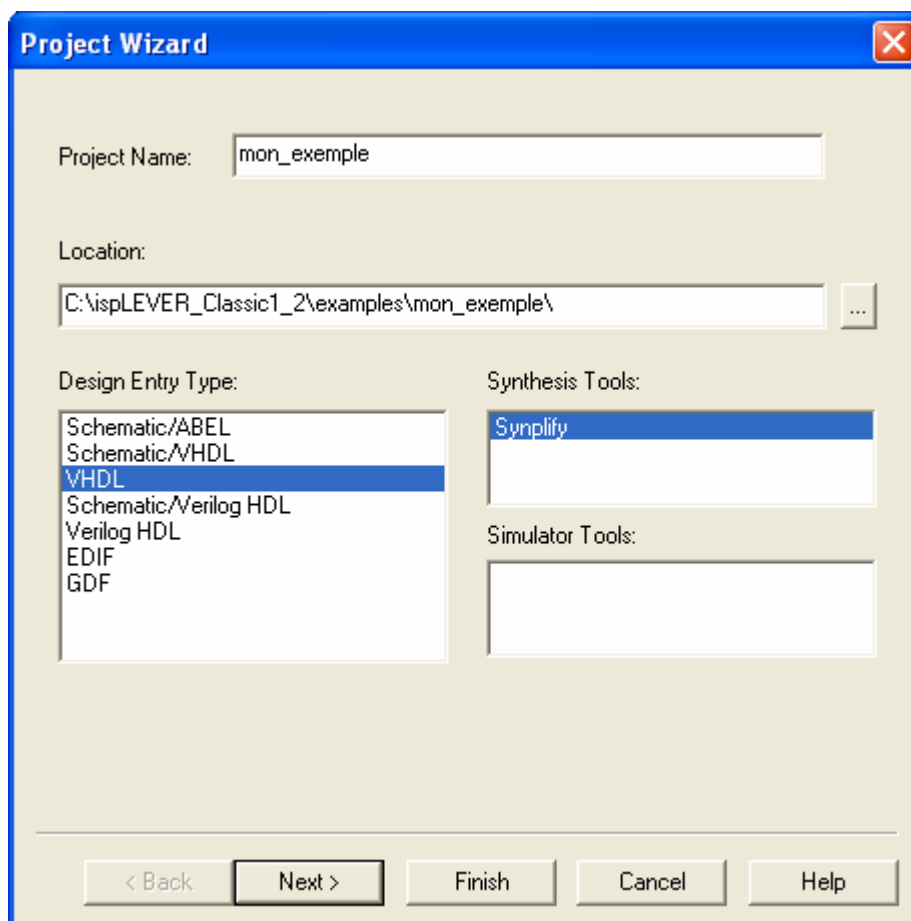 Project Wizard
Project Name:
mon_exemple
Location:
C:\ispLEVER_Classic1_2\examples\mon_exemple\
...
Design Entry Type:
Schematic/ABEL
Schematic/VHDL
VHDL
Schematic/Verilog HDL
Verilog HDL
EDIF
GDF
Synthesis Tools:
Synplify
Simulator Tools:
< Back
Next >
Finish
Cancel
Help